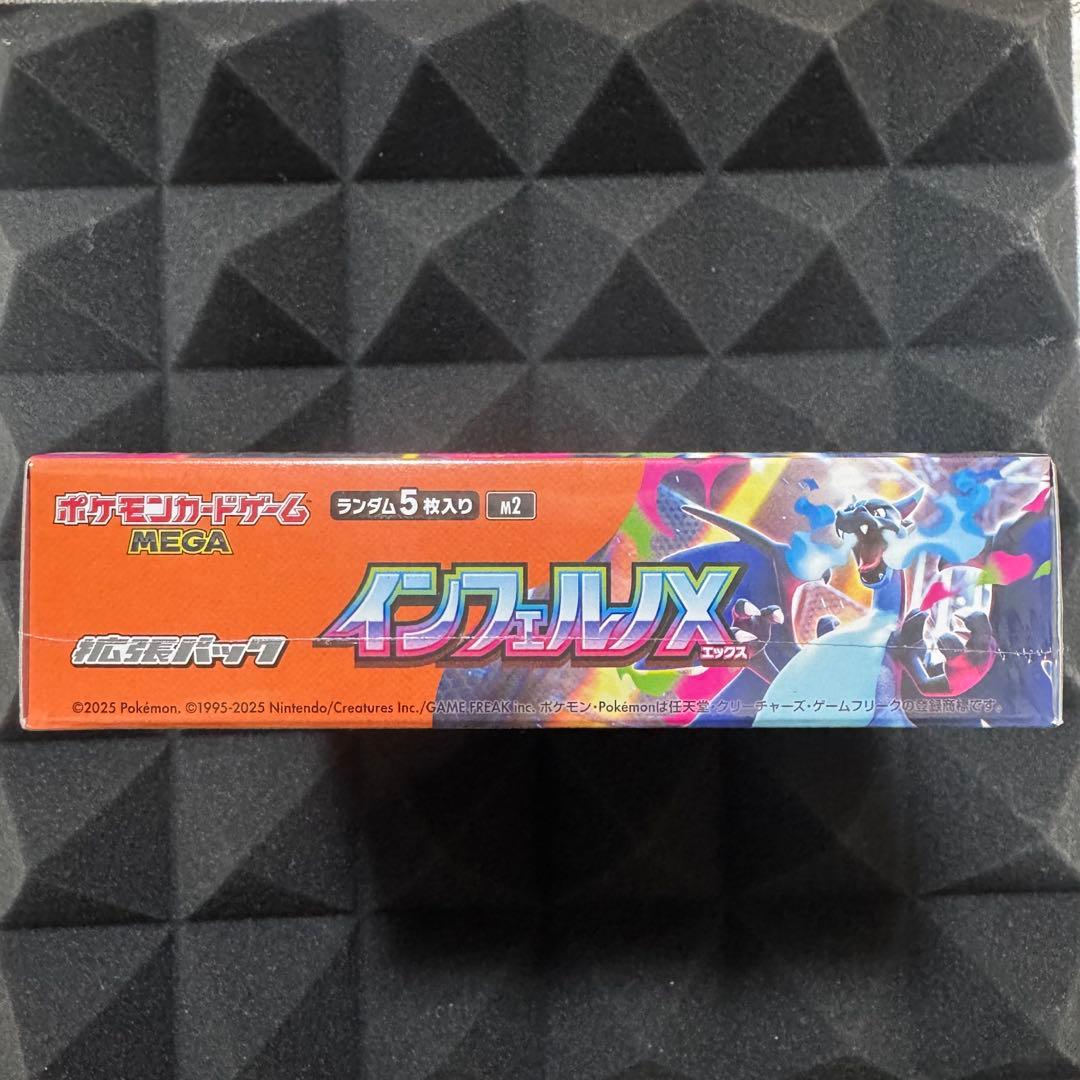 ポケモンカードゲーム™
MEGA
ランダム5枚入り
M2
インフェルノX
エックス
拡張パック
©2025 Pokémon. ©1995-2025 Nintendo/Creatures Inc./GAME FREAK inc. ポケモン・Pokémonは任天堂・クリーチャーズ・ゲームフリークの登録商標です。